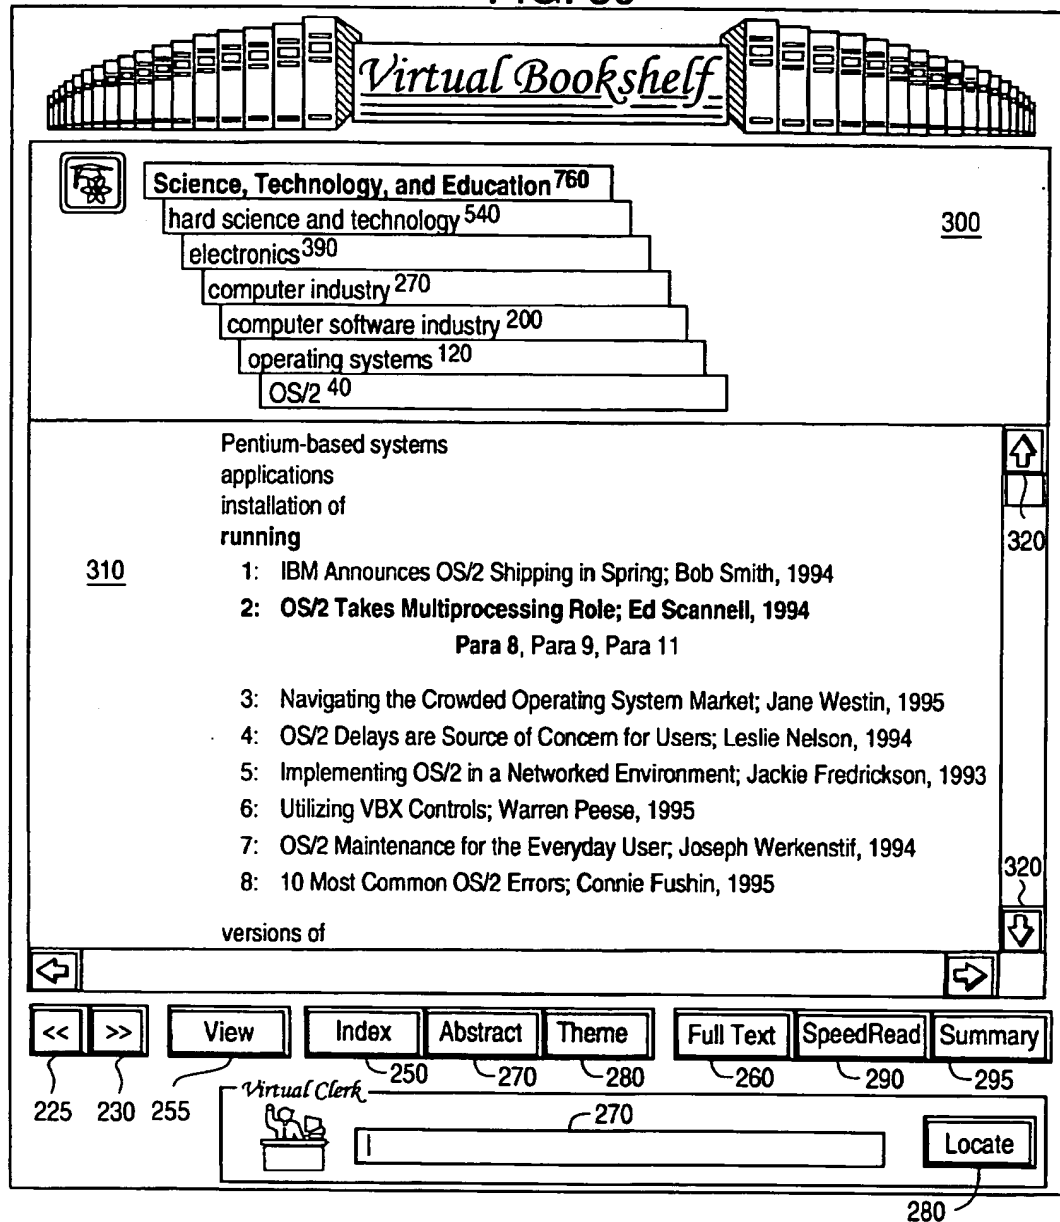 Virtual Bookshelf
Science, Technology, and Education 760
hard science and technology 540
300
electronics 390
computer industry 270
computer software industry 200
operating systems 120
OS/2 40
Pentium-based systems
applications
installation of
running
320
310
1: IBM Announces OS/2 Shipping in Spring; Bob Smith, 1994
2: OS/2 Takes Multiprocessing Role; Ed Scannell, 1994
Para 8, Para 9, Para 11
3: Navigating the Crowded Operating System Market; Jane Westin, 1995
4: OS/2 Delays are Source of Concern for Users; Leslie Nelson, 1994
5: Implementing OS/2 in a Networked Environment; Jackie Fredrickson, 1993
6: Utilizing VBX Controls; Warren Peese, 1995
7: OS/2 Maintenance for the Everyday User; Joseph Werkenstif, 1994
320
8: 10 Most Common OS/2 Errors; Connie Fushin, 1995
versions of
<< >> View Index Abstract Theme Full Text SpeedRead Summary
250 270 280 260 290 295
225 230 255
Virtual Clerk
270
Locate
280